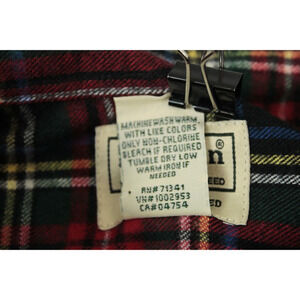 MACHINE WASH WARM,
WITH LIKE COLORS
ONLY NON-CHLORINE
BLEACH IF REQUIRED
TUMBLE DRY LOW
WARM IRON IF
NEEDED
RN#71341
VN#1002953
CA#04754